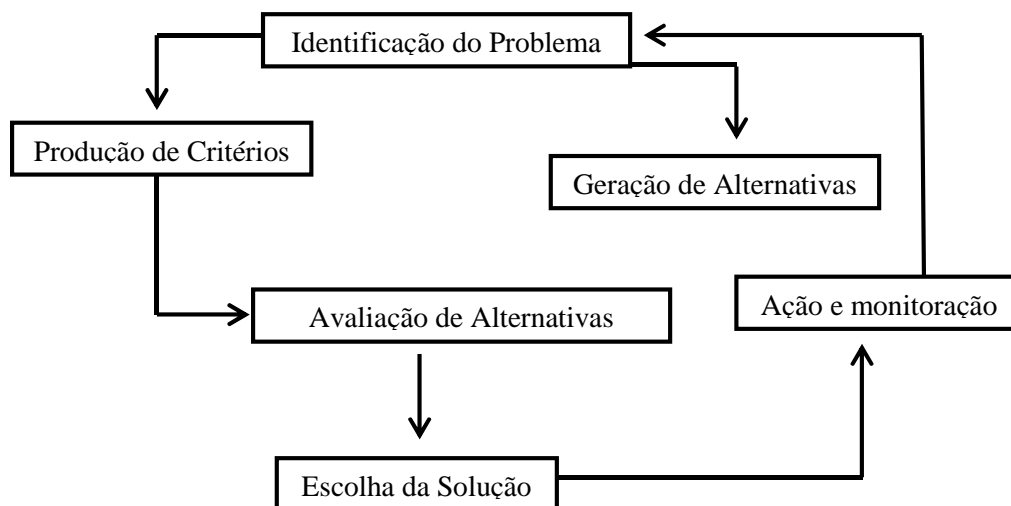 Identificação do Problema
Produção de Critérios
Geração de Alternativas
Avaliação de Alternativas
Ação e monitoração
Escolha da Solução